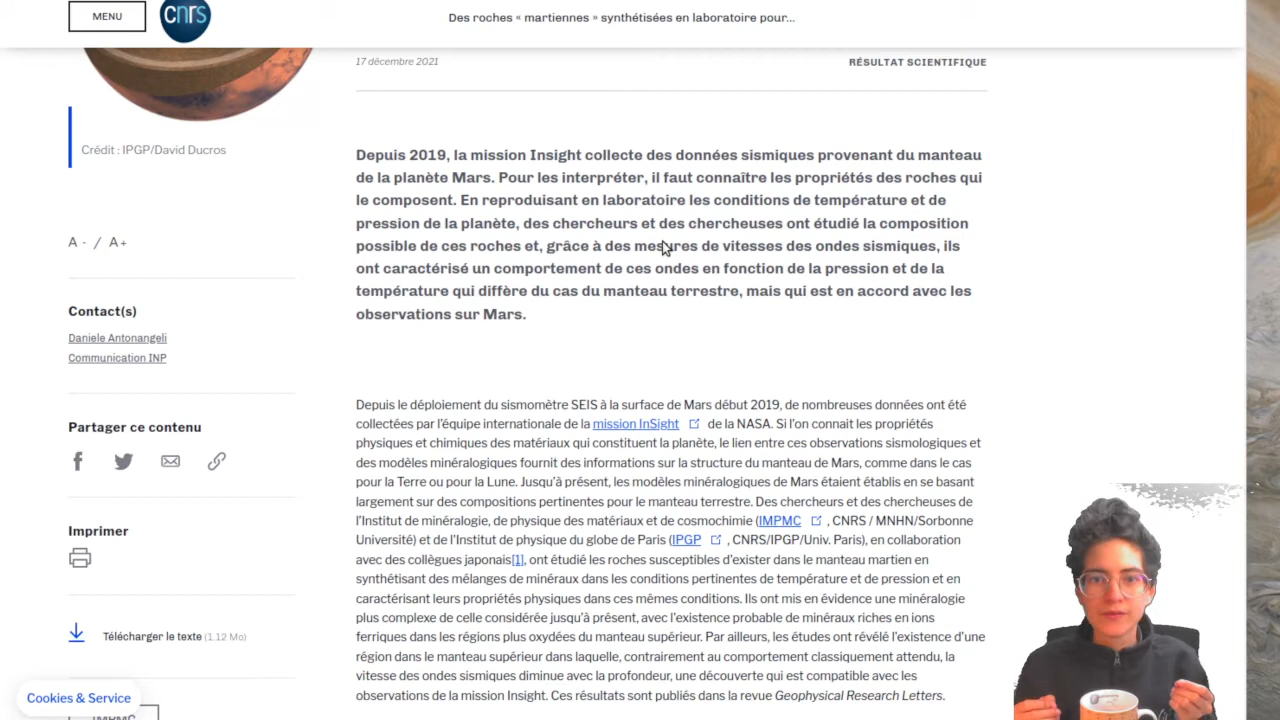 MENU
cnrs
Des roches « martiennes » synthétisées en laboratoire pour...
17 décembre 2021
RÉSULTAT SCIENTIFIQUE
Crédit : IPGP/David Ducros
A - / A+
Contact(s)
Daniele Antonangeli
Communication INP
Partager ce contenu
Imprimer
Télécharger le texte (1.12 Mo)
Cookies & Service
IMPMC
Depuis 2019, la mission Insight collecte des données sismiques provenant du manteau
de la planète Mars. Pour les interpréter, il faut connaître les propriétés des roches qui
le composent. En reproduisant en laboratoire les conditions de température et de
pression de la planète, des chercheurs et des chercheuses ont étudié la composition
possible de ces roches et, grâce à des mesures de vitesses des ondes sismiques, ils
ont caractérisé un comportement de ces ondes en fonction de la pression et de la
température qui diffère du cas du manteau terrestre, mais qui est en accord avec les
observations sur Mars.
Depuis le déploiement du sismomètre SEIS à la surface de Mars début 2019, de nombreuses données ont été
collectées par l'équipe internationale de la mission InSight de la NASA. Si l'on connait les propriétés
physiques et chimiques des matériaux qui constituent la planète, le lien entre ces observations sismologiques et
des modèles minéralogiques fournit des informations sur la structure du manteau de Mars, comme dans le cas
pour la Terre ou pour la Lune. Jusqu'à présent, les modèles minéralogiques de Mars étaient établis en se basant
largement sur des compositions pertinentes pour le manteau terrestre. Des chercheurs et des chercheuses de
l'Institut de minéralogie, de physique des matériaux et de cosmochimie (IMPMC , CNRS / MNHN/Sorbonne
Université) et de l'Institut de physique du globe de Paris (IPGP , CNRS/IPGP/Univ. Paris), en collaboration
avec des collègues japonais[1], ont étudié les roches susceptibles d'exister dans le manteau martien en
synthétisant des mélanges de minéraux dans les conditions pertinentes de température et de pression et en
caractérisant leurs propriétés physiques dans ces mêmes conditions. Ils ont mis en évidence une minéralogie
plus complexe de celle considérée jusqu'à présent, avec l'existence probable de minéraux riches en ions
ferriques dans les régions plus oxydées du manteau supérieur. Par ailleurs, les études ont révélé l'existence d'une
région dans le manteau supérieur dans laquelle, contrairement au comportement classiquement attendu, la
vitesse des ondes sismiques diminue avec la profondeur, une découverte qui est compatible avec les
observations de la mission Insight. Ces résultats sont publiés dans la revue Geophysical Research Letters.